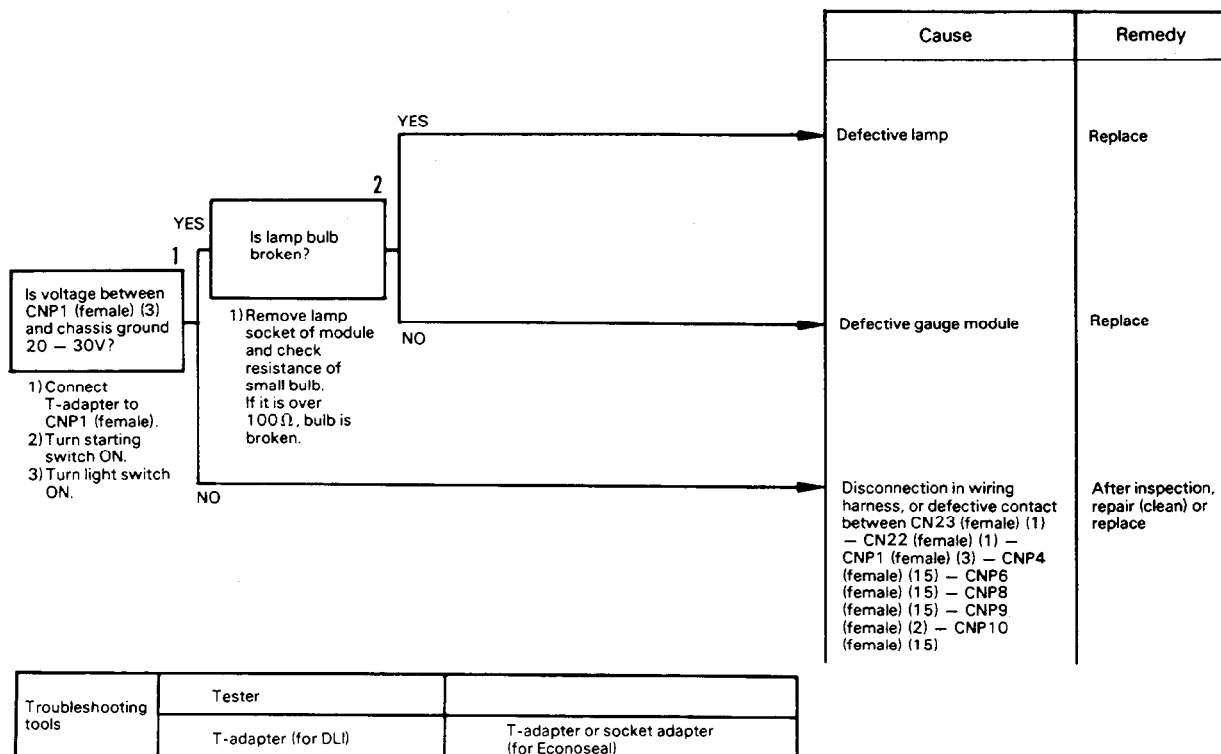 Cause
Remedy
YES
Defective lamp
Replace
2
YES
Is lamp bulb
broken?
1
Is voltage between
CNP1 (female) (3)
and chassis ground
20 — 30V?
1) Remove lamp
socket of module
and check
resistance of
small bulb.
If it is over
100Ω, bulb is
broken.
NO
Defective gauge module
Replace
1) Connect
T-adapter to
CNP1 (female).
2) Turn starting
switch ON.
3) Turn light switch
ON.
NO
Disconnection in wiring
harness, or defective contact
between CN23 (female) (1)
— CN22 (female) (1) —
CNP1 (female) (3) — CNP4
(female) (15) — CNP6
(female) (15) — CNP8
(female) (15) — CNP9
(female) (2) — CNP10
(female) (15)
After inspection,
repair (clean) or
replace
Troubleshooting
tools
Tester
T-adapter (for DLI)
T-adapter or socket adapter
(for Econoseal)